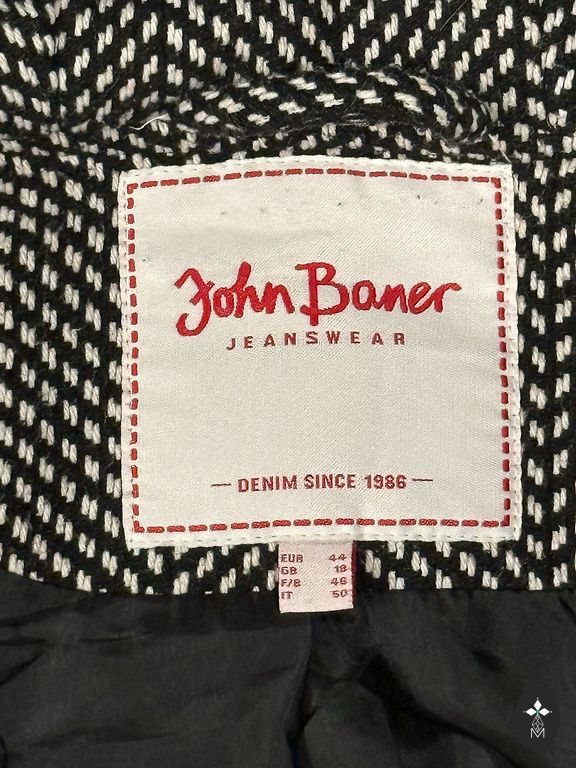 John Baner
JEANSWEAR
— DENIM SINCE 1986 —
EUR 44
GB 18
F/B 46
IT 50
M